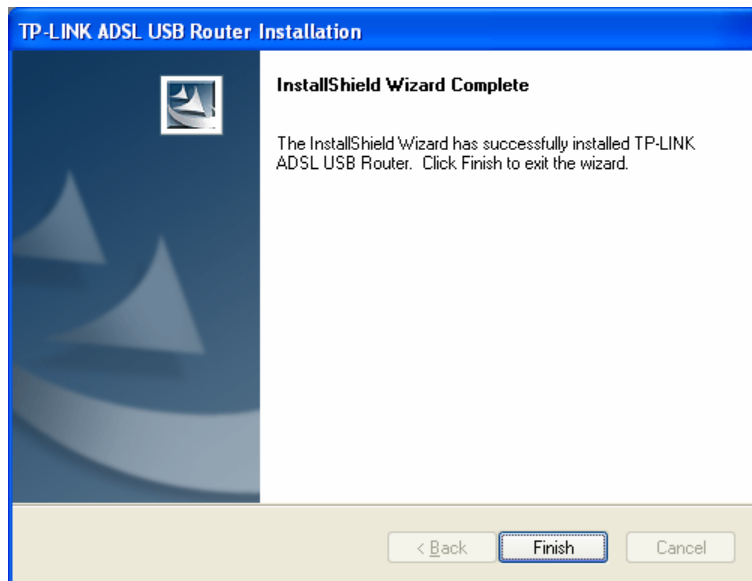 TP-LINK ADSL USB Router Installation
InstallShield Wizard Complete
The InstallShield Wizard has successfully installed TP-LINK
ADSL USB Router. Click Finish to exit the wizard.
< Back
Finish
Cancel